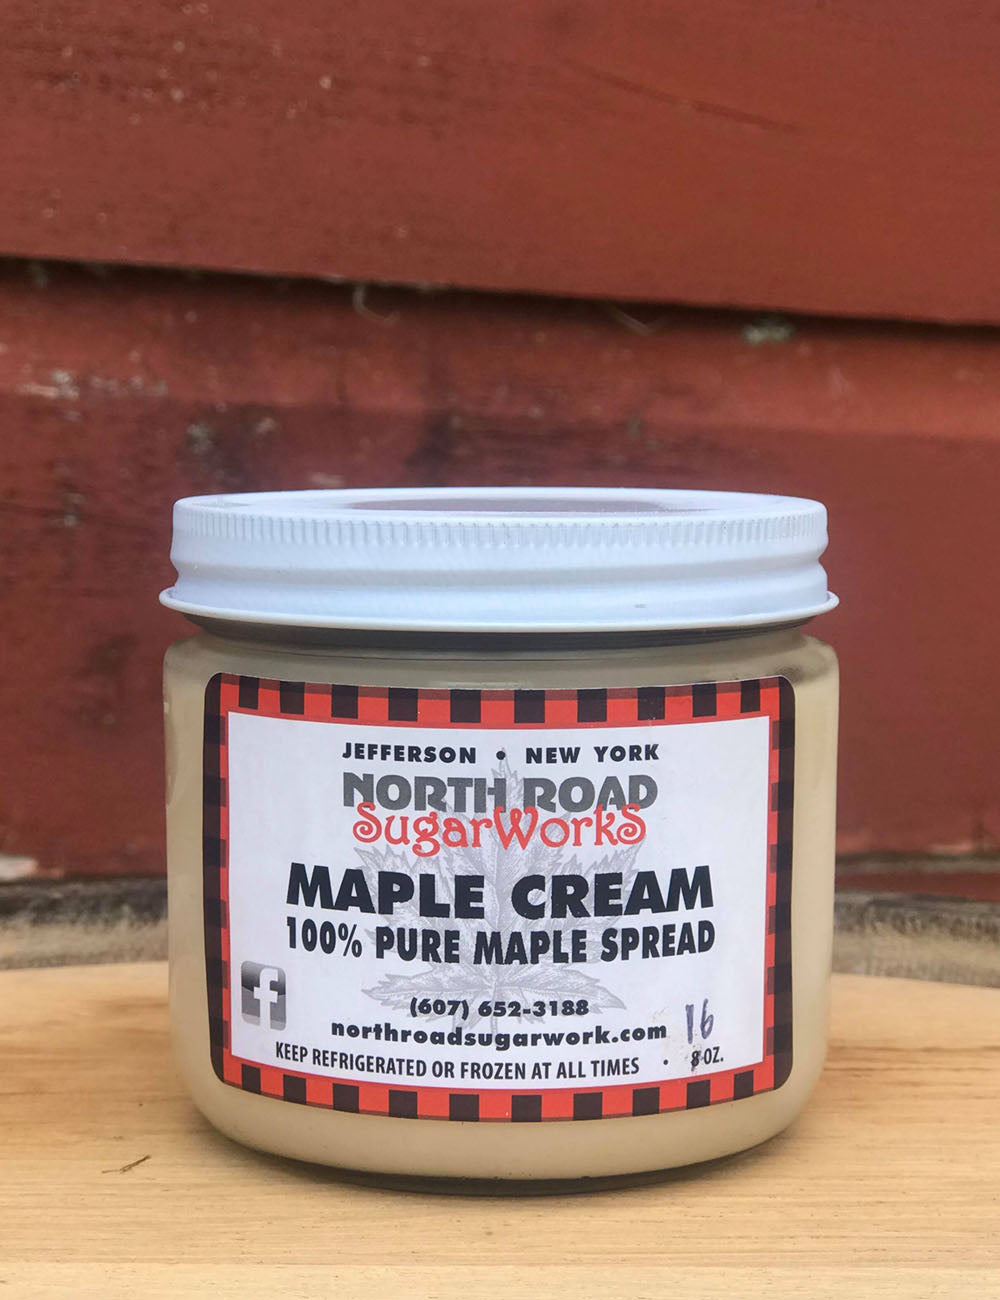 JEFFERSON • NEW YORK
NORTH ROAD
SugarWorkS
MAPLE CREAM
100% PURE MAPLE SPREAD
f
(607) 652-3188
northroadsugarwork.com
16
KEEP REFRIGERATED OR FROZEN AT ALL TIMES • 8 OZ.